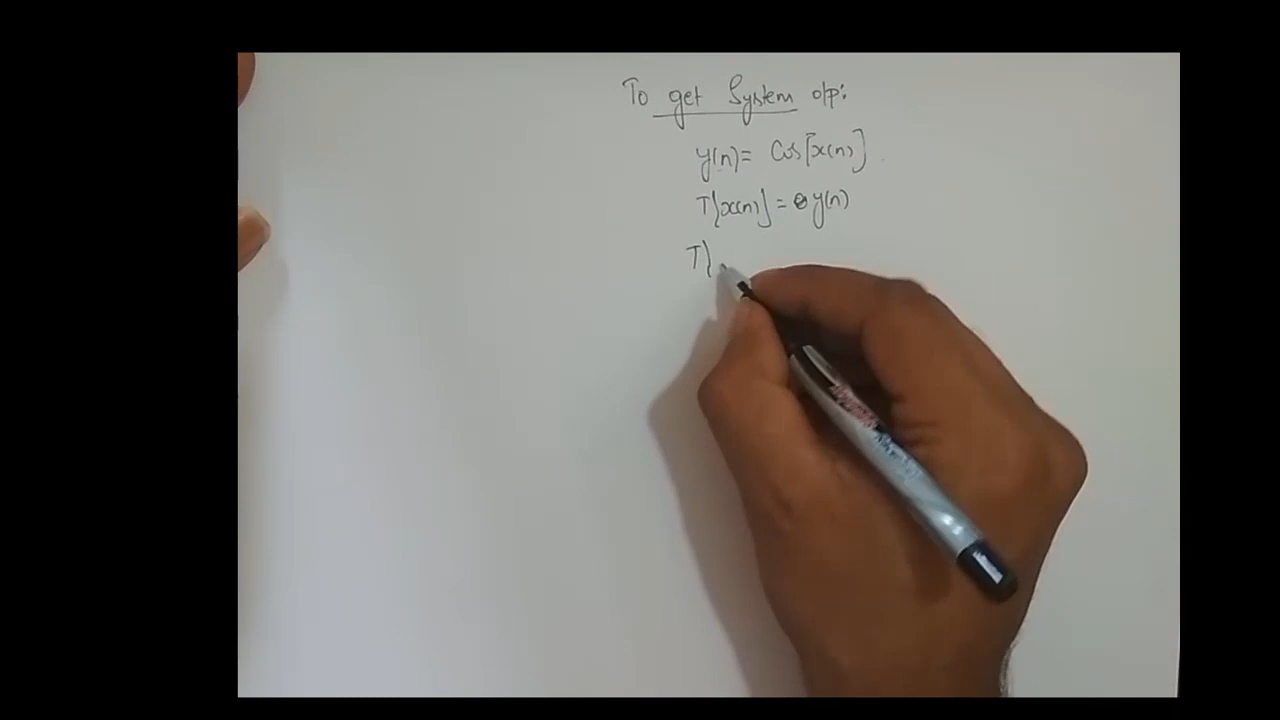 To get System o/p:
y(n)= Cos[x(n)]
T[x(n)] = y(n)
T[